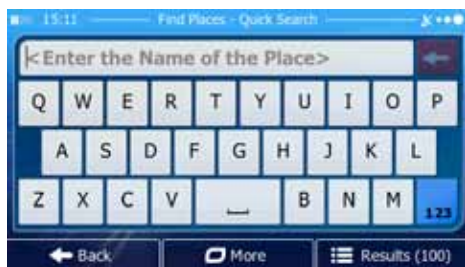 15:11 Find Places - Quick Search
<Enter the Name of the Place>
Q W E R T Y U I O P
A S D F G H J K L
Z X C V B N M 123
Back More Results (100)